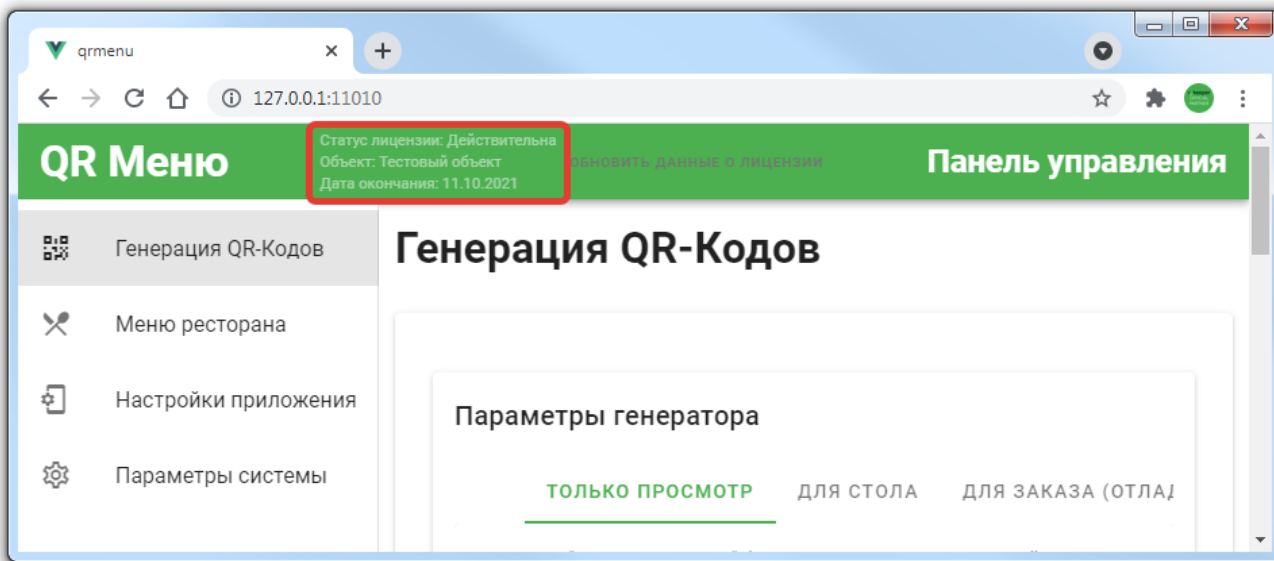 qrmenu
127.0.0.1:11010
QR Меню
Статус лицензии: Действительна
Объект: Тестовый объект
Дата окончания: 11.10.2021
ОБНОВИТЬ ДАННЫЕ О ЛИЦЕНЗИИ
Панель управления
Генерация QR-Кодов
Меню ресторана
Настройки приложения
Параметры системы
Генерация QR-Кодов
Параметры генератора
ТОЛЬКО ПРОСМОТР
ДЛЯ СТОЛА
ДЛЯ ЗАКАЗА (ОТЛАД